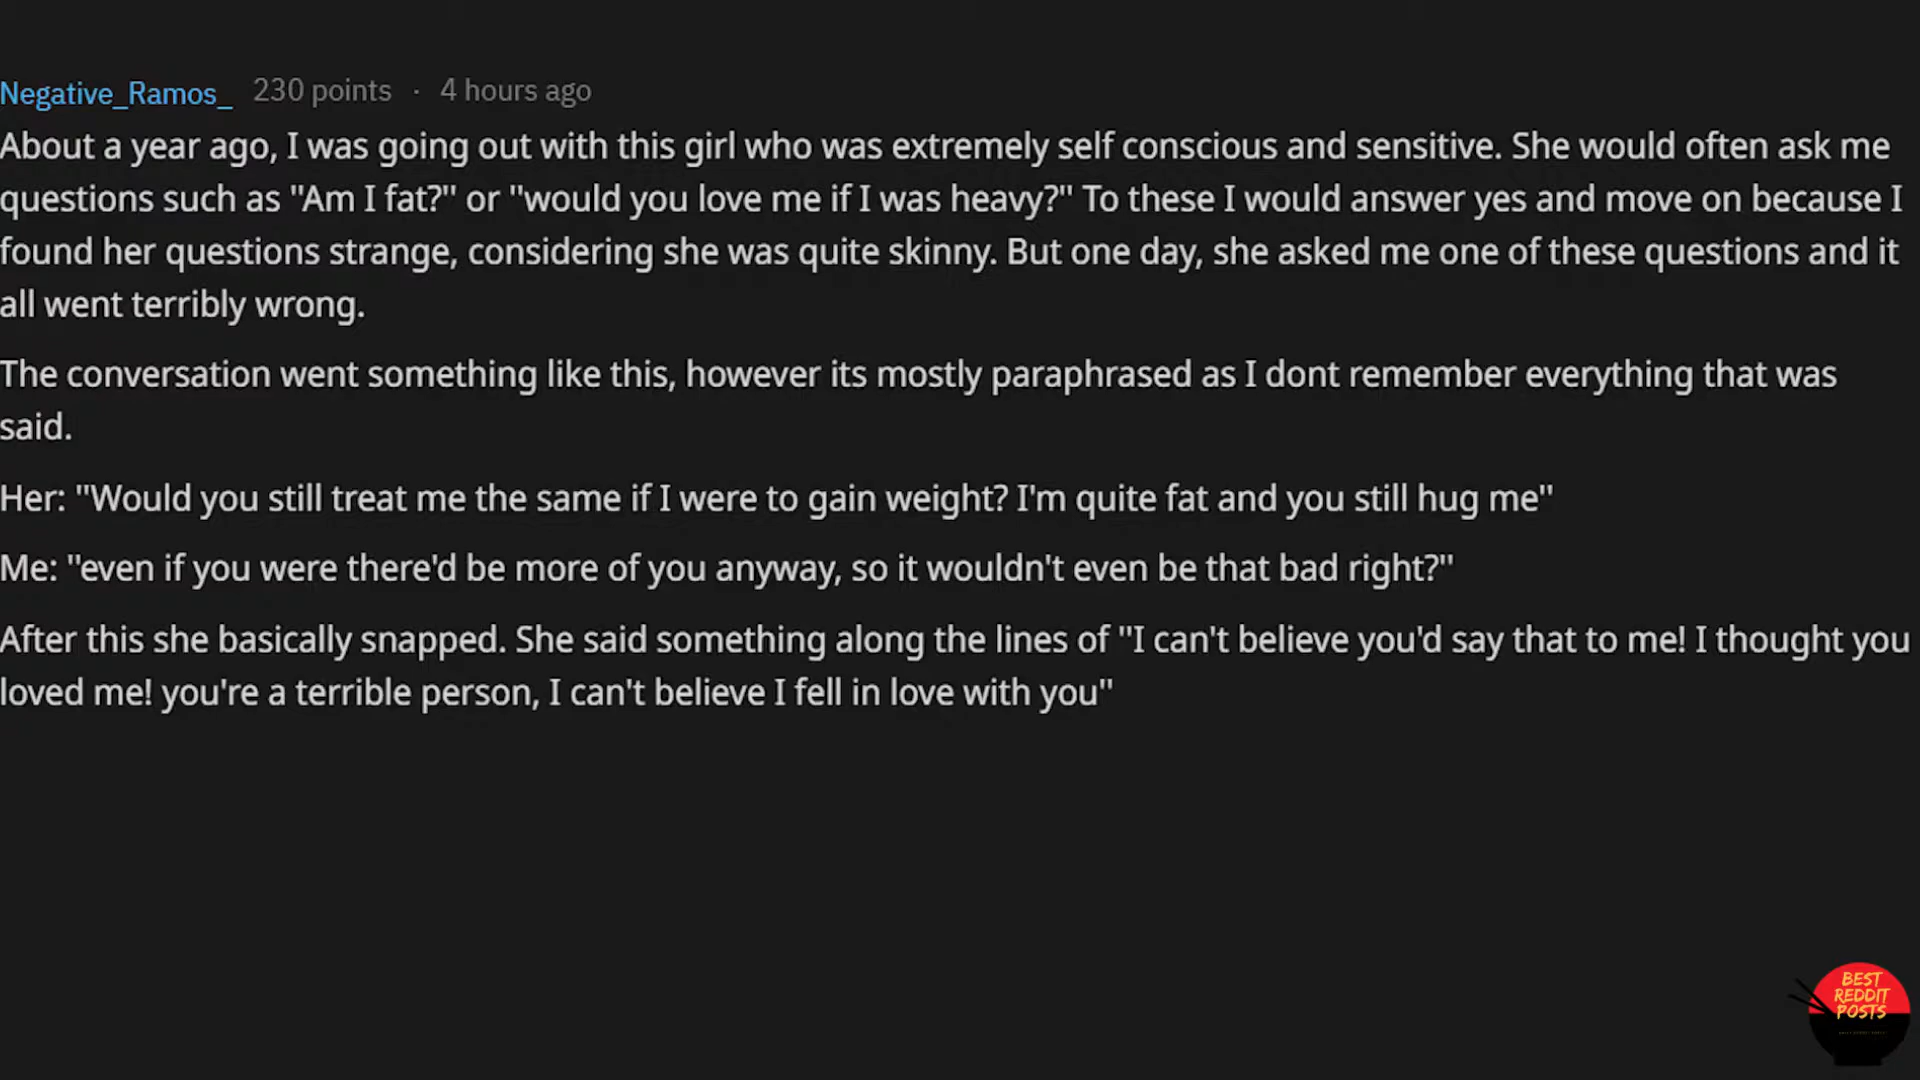 Negative_Ramos_ 230 points · 4 hours ago
About a year ago, I was going out with this girl who was extremely self conscious and sensitive. She would often ask me
questions such as "Am I fat?" or "would you love me if I was heavy?" To these I would answer yes and move on because I
found her questions strange, considering she was quite skinny. But one day, she asked me one of these questions and it
all went terribly wrong.
The conversation went something like this, however its mostly paraphrased as I dont remember everything that was
said.
Her: "Would you still treat me the same if I were to gain weight? I'm quite fat and you still hug me"
Me: "even if you were there'd be more of you anyway, so it wouldn't even be that bad right?"
After this she basically snapped. She said something along the lines of "I can't believe you'd say that to me! I thought you
loved me! you're a terrible person, I can't believe I fell in love with you"
BEST
REDDIT
POSTS